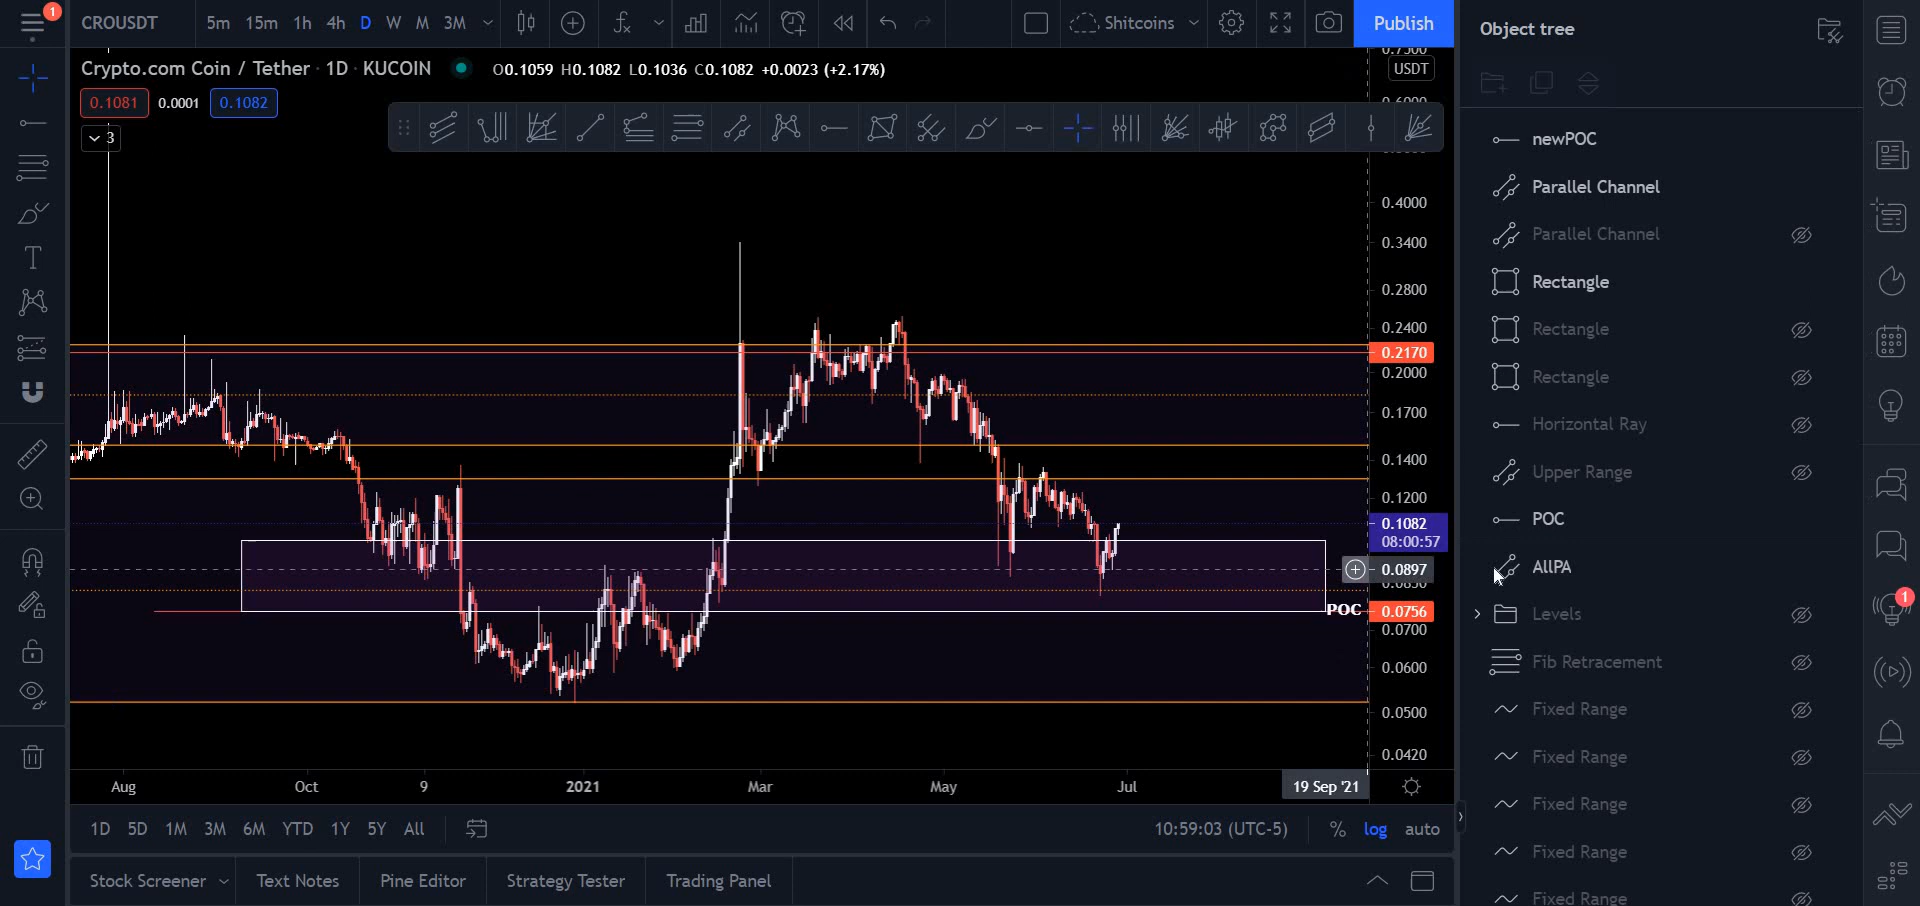 1
CROUSDT
5m 15m 1h 4h D W M 3M
Shitcoins
Publish
Object tree
Crypto.com Coin / Tether · 1D · KUCOIN
O0.1059 H0.1082 L0.1036 C0.1082 +0.0023 (+2.17%)
USDT
0.1081 0.0001 0.1082
3
0.4000
0.3400
0.2800
0.2400
0.2170
0.2000
0.1700
0.1400
0.1200
0.1082
08:00:57
0.0897
0.0850
POC 0.0756
0.0700
0.0600
0.0500
0.0420
Aug Oct 9 2021 Mar May Jul
19 Sep '21
newPOC
Parallel Channel
Parallel Channel
Rectangle
Rectangle
Rectangle
Horizontal Ray
Upper Range
POC
AllPA
Levels
Fib Retracement
Fixed Range
Fixed Range
Fixed Range
Fixed Range
Fixed Range
1
1D 5D 1M 3M 6M YTD 1Y 5Y All
10:59:03 (UTC-5) % log auto
Stock Screener Text Notes Pine Editor Strategy Tester Trading Panel